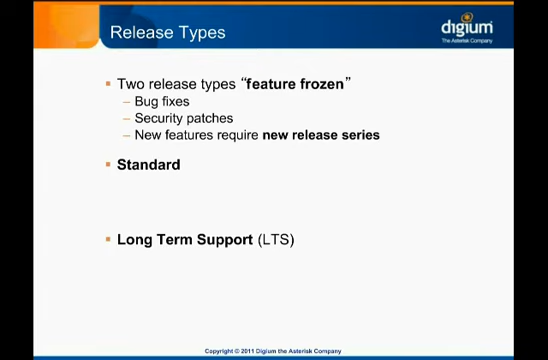 Release Types
digium
The Asterisk Company
▪ Two release types “feature frozen”
– Bug fixes
– Security patches
– New features require new release series
▪ Standard
▪ Long Term Support (LTS)
Copyright © 2011 Digium the Asterisk Company